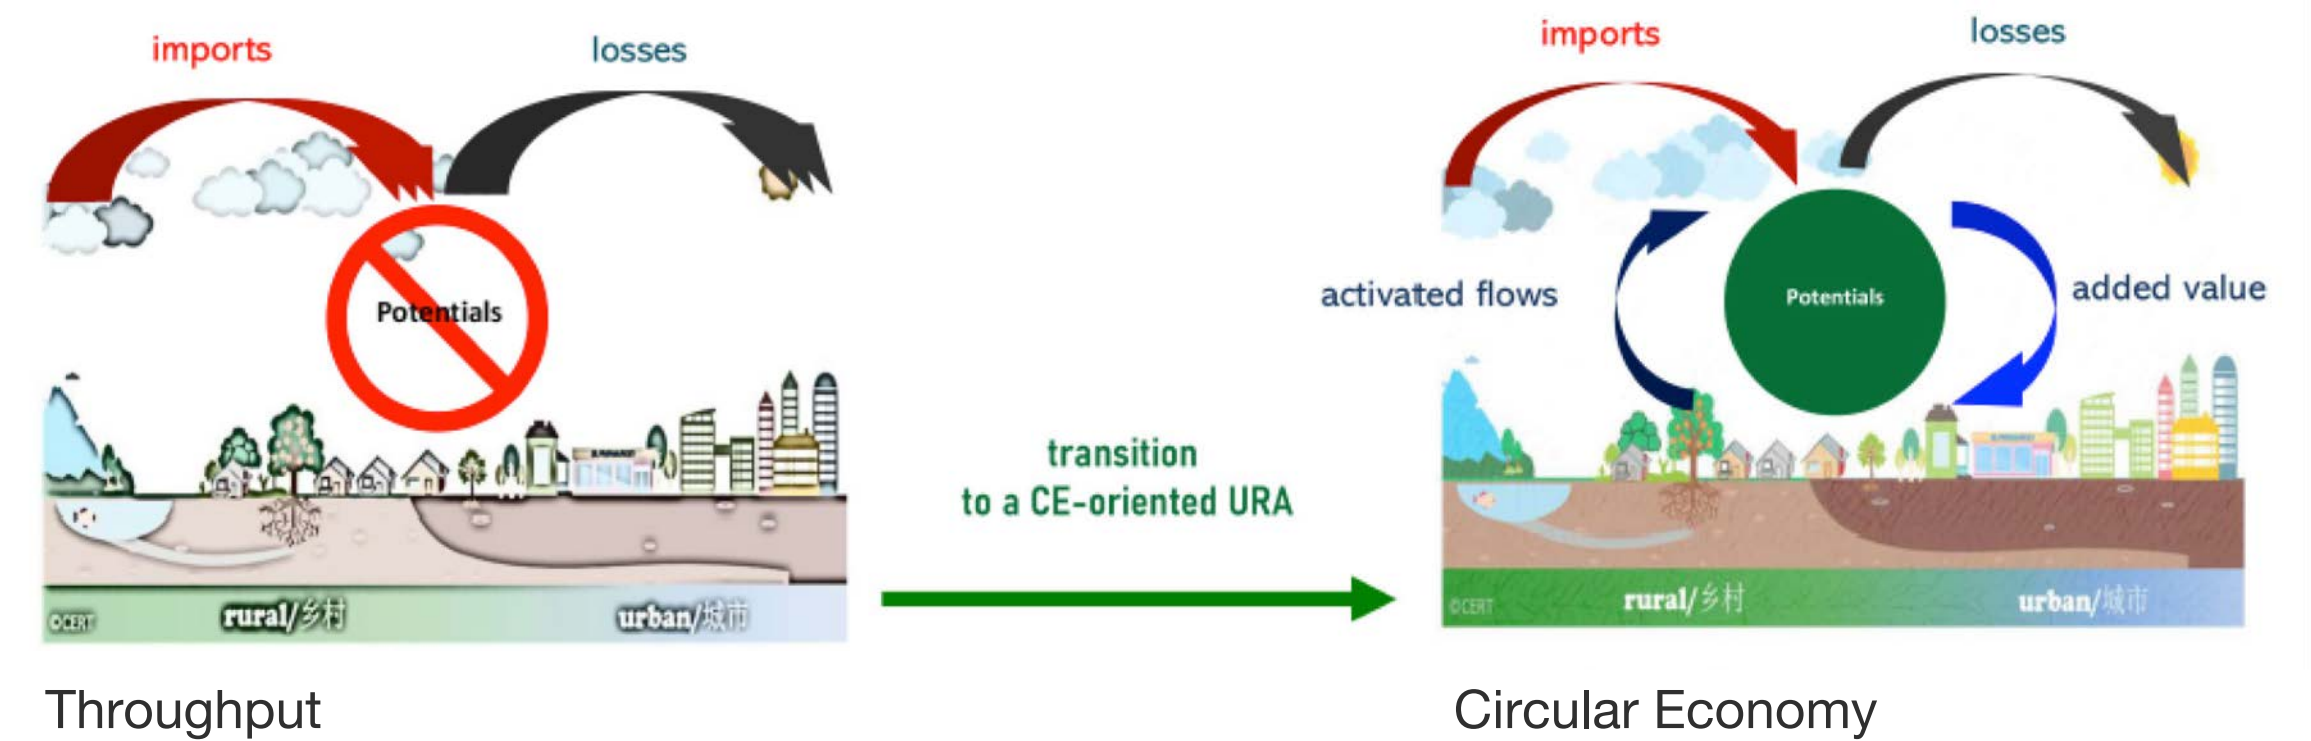 imports
losses
Potentials
©CERT
rural/乡村
urban/城市
Throughput
transition
to a CE-oriented URA
imports
losses
activated flows
Potentials
added value
©CERT
rural/乡村
urban/城市
Circular Economy